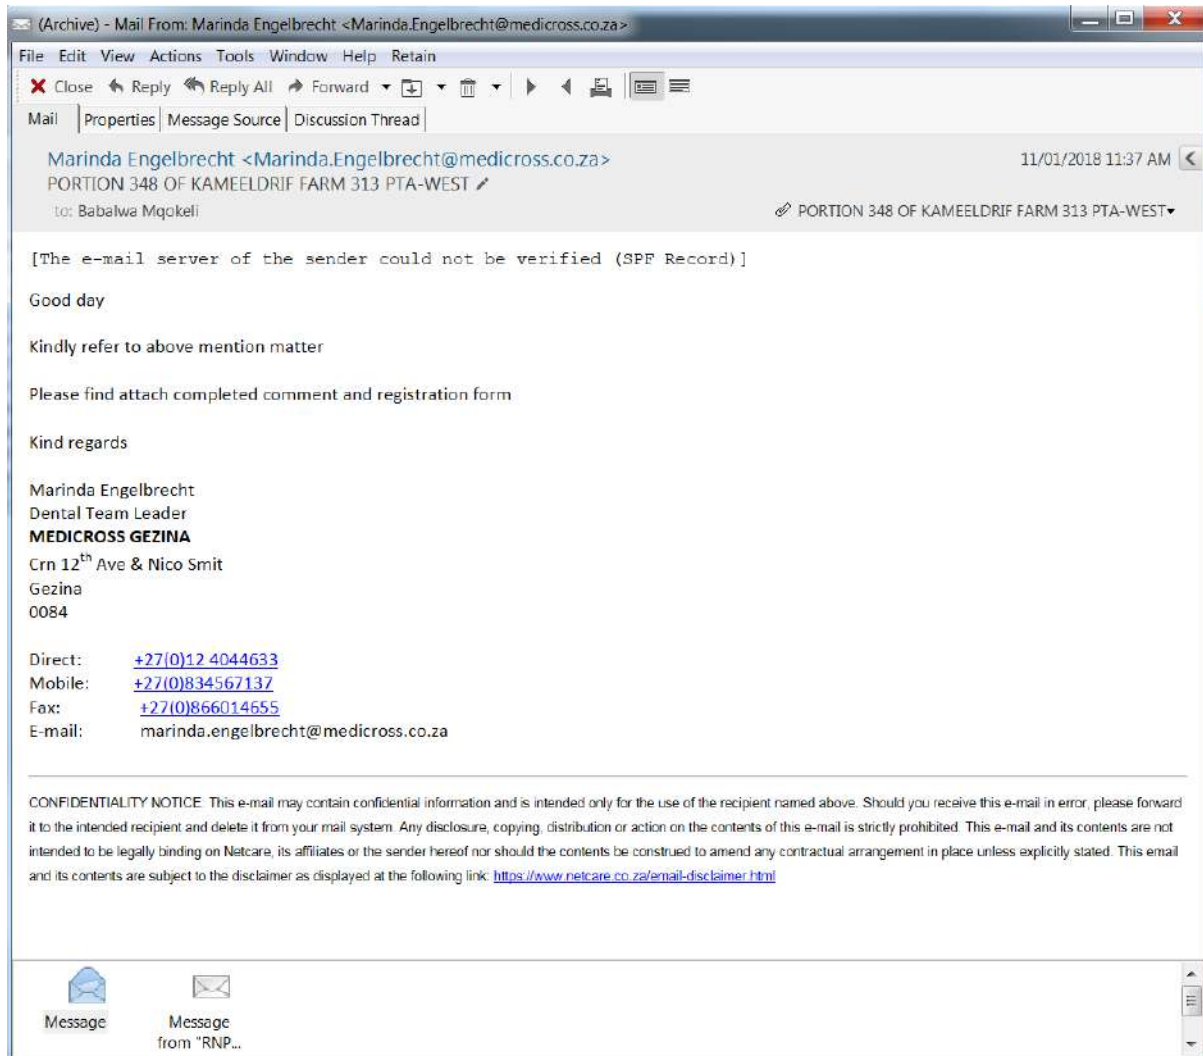 (Archive) - Mail From: Marinda Engelbrecht <Marinda.Engelbrecht@medicross.co.za>
File Edit View Actions Tools Window Help Retain
Close Reply Reply All Forward
Mail Properties Message Source Discussion Thread
Marinda Engelbrecht <Marinda.Engelbrecht@medicross.co.za> 11/01/2018 11:37 AM
PORTION 348 OF KAMEELDRIF FARM 313 PTA-WEST
to: Babalwa Mqokeli PORTION 348 OF KAMEELDRIF FARM 313 PTA-WEST
[The e-mail server of the sender could not be verified (SPF Record)]
Good day
Kindly refer to above mention matter
Please find attach completed comment and registration form
Kind regards
Marinda Engelbrecht
Dental Team Leader
MEDICROSS GEZINA
Crn 12th Ave & Nico Smit
Gezina
0084
Direct: +27(0)12 4044633
Mobile: +27(0)834567137
Fax: +27(0)866014655
E-mail: marinda.engelbrecht@medicross.co.za
CONFIDENTIALITY NOTICE: This e-mail may contain confidential information and is intended only for the use of the recipient named above. Should you receive this e-mail in error, please forward
it to the intended recipient and delete it from your mail system. Any disclosure, copying, distribution or action on the contents of this e-mail is strictly prohibited. This e-mail and its contents are not
intended to be legally binding on Netcare, its affiliates or the sender hereof nor should the contents be construed to amend any contractual arrangement in place unless explicitly stated. This email
and its contents are subject to the disclaimer as displayed at the following link: https://www.netcare.co.za/email-disclaimer.html
Message Message
from "RNP...